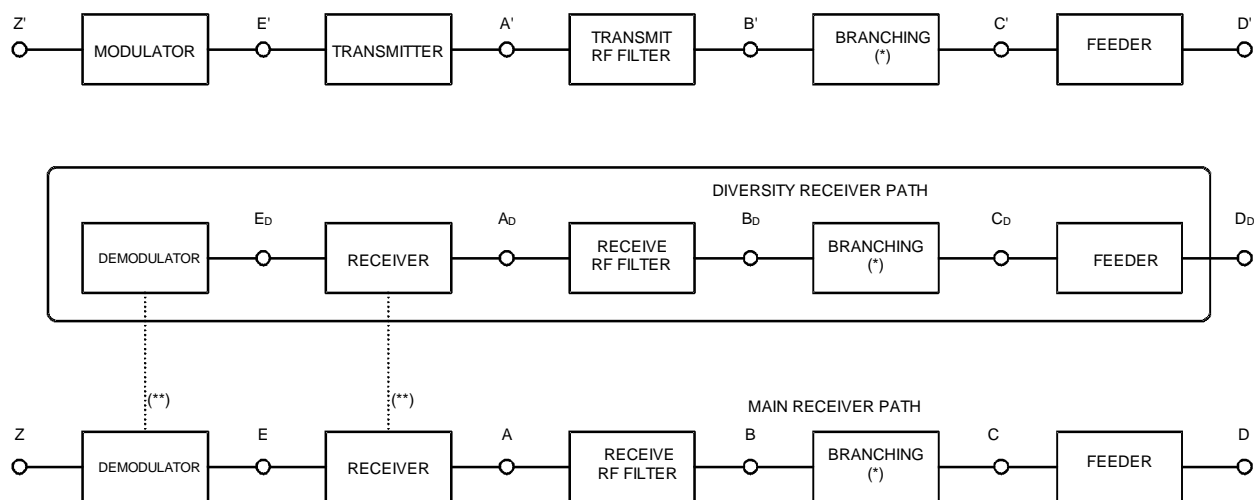 Z' E' A' B' C' D'
MODULATOR TRANSMITTER TRANSMIT BRANCHING FEEDER
RF FILTER (*)
DIVERSITY RECEIVER PATH
ED AD BD CD DD
DEMODULATOR RECEIVER RECEIVE BRANCHING FEEDER
RF FILTER (*)
(**) (**)
MAIN RECEIVER PATH
Z E A B C D
DEMODULATOR RECEIVER RECEIVE BRANCHING FEEDER
RF FILTER (*)